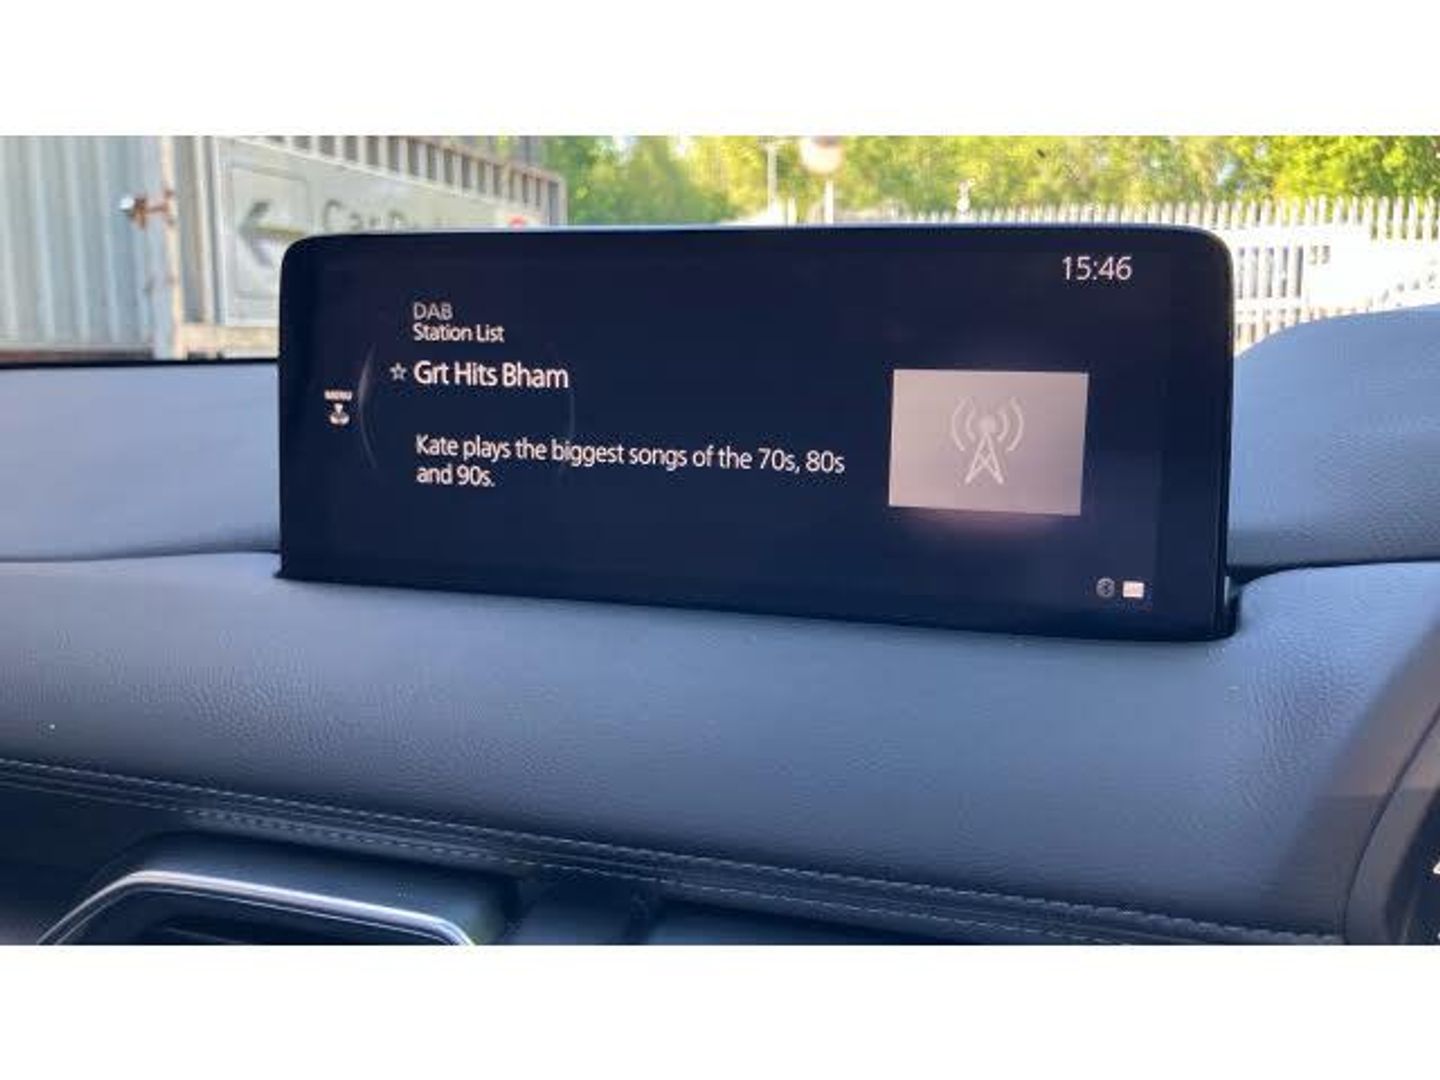 15:46
DAB
Station List
☆ Grt Hits Bham
MENU
Kate plays the biggest songs of the 70s, 80s
and 90s.